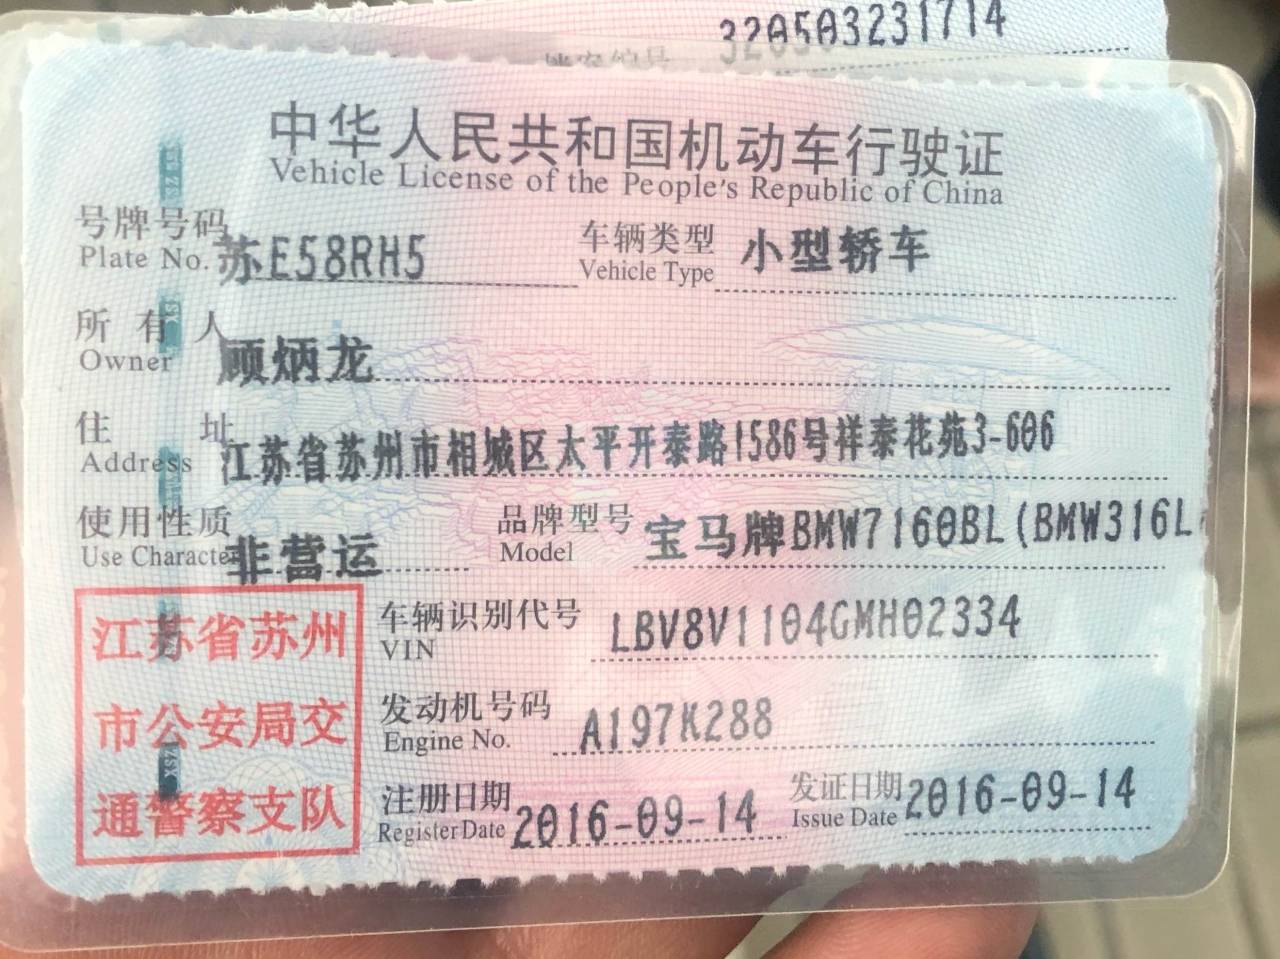 320503231714
档案编号
中华人民共和国机动车行驶证
Vehicle License of the People's Republic of China
号牌号码 苏E58RH5 车辆类型 小型轿车
Plate No. Vehicle Type
所有人 顾炳龙
Owner
住址 江苏省苏州市相城区太平开泰路1586号祥泰花苑3-606
Address
使用性质 非营运 品牌型号 宝马牌BMW7160BL(BMW316L
Use Character Model
江苏省苏州
市公安局交
通警察支队
车辆识别代号 LBV8V1104GMH02334
VIN
发动机号码 A197K288
Engine No.
注册日期 2016-09-14 发证日期 2016-09-14
Register Date Issue Date